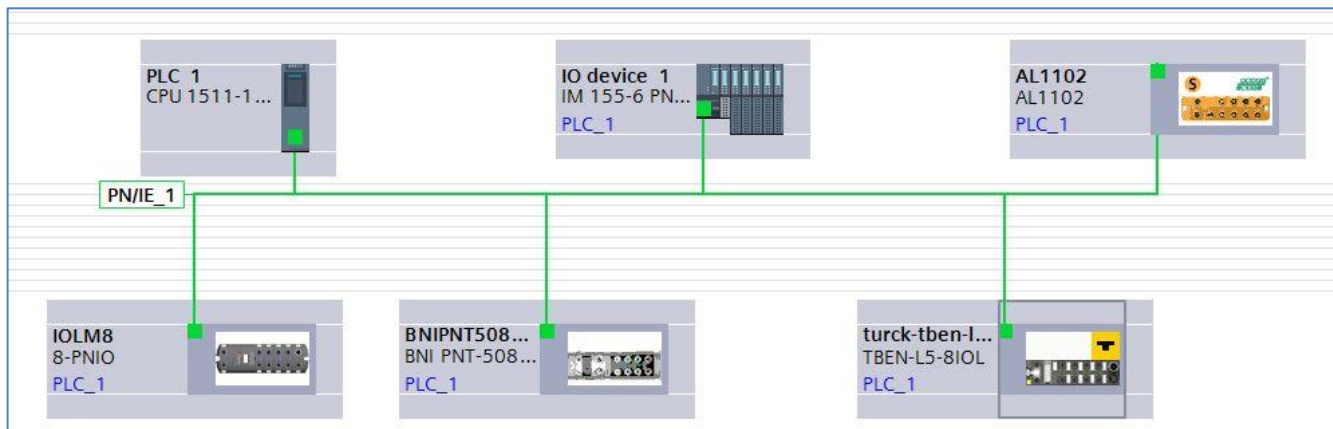 PLC_1
CPU 1511-1...
IO device_1
IM 155-6 PN...
PLC_1
AL1102
AL1102
PLC_1
PN/IE_1
IOLM8
8-PNIO
PLC_1
BNIPNT508...
BNI PNT-508...
PLC_1
turck-tben-l...
TBEN-L5-8IOL
PLC_1